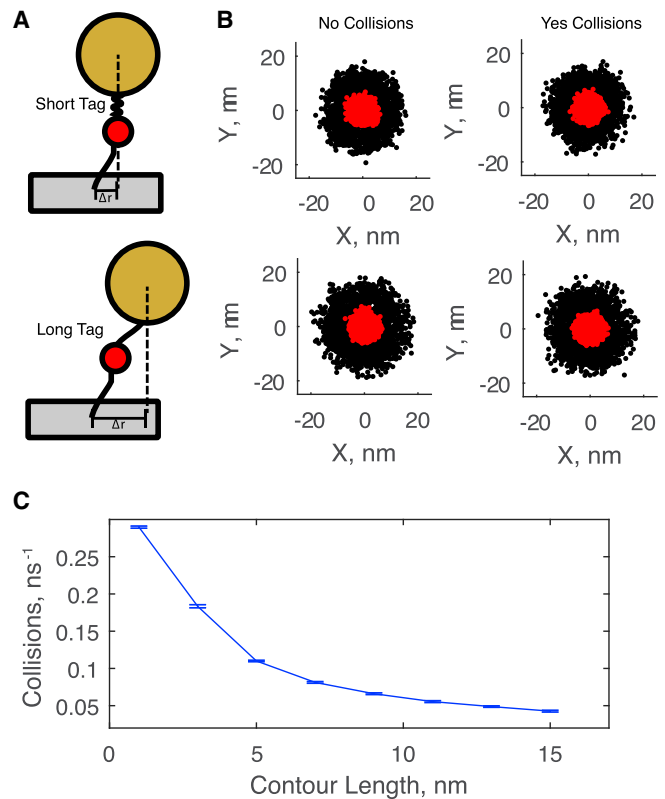 A
Short Tag
Δr
Long Tag
Δr
B
No Collisions
Yes Collisions
20
0
-20
Y, nm
-20
0
20
X, nm
20
0
-20
Y, nm
-20
0
20
X, nm
20
0
-20
Y, nm
-20
0
20
X, nm
20
0
-20
Y, nm
-20
0
20
X, nm
C
Collisions, ns⁻¹
0.25
0.2
0.15
0.1
0.05
0
5
10
15
Contour Length, nm